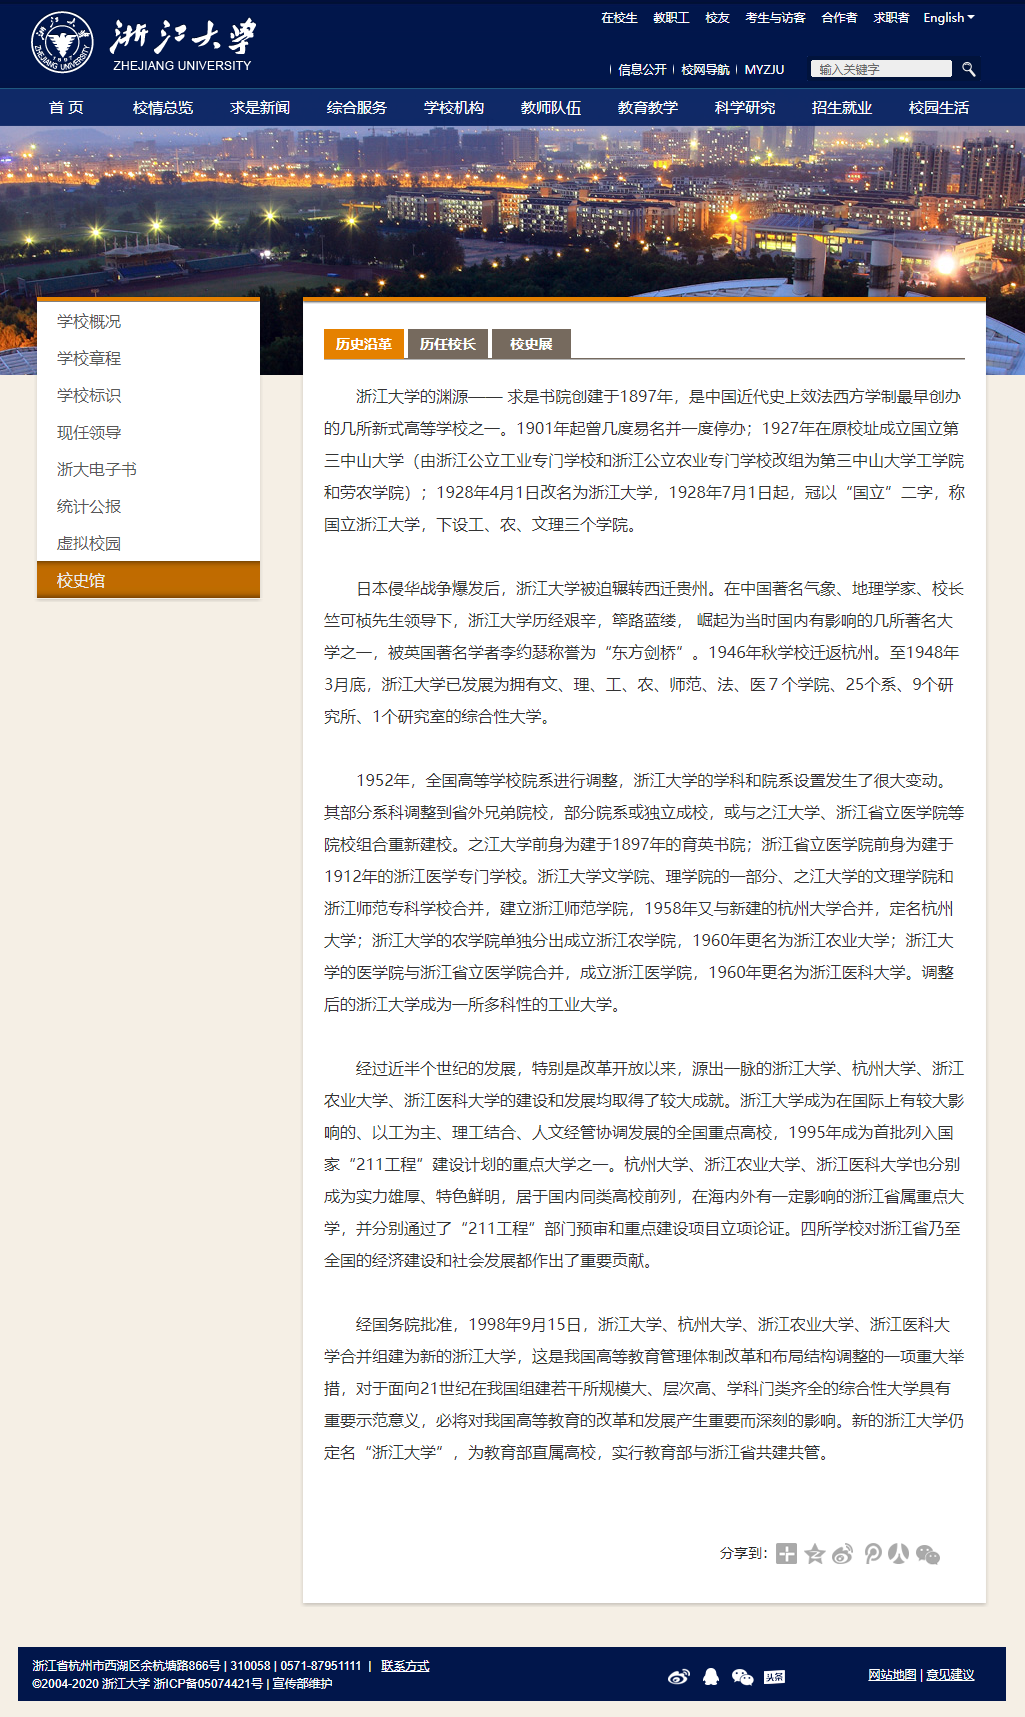 在校生 教职工 校友 考生与访客 合作者 求职者 English
浙江大学
ZHEJIANG UNIVERSITY
信息公开 校网导航 MYZJU 输入关键字
首 页 校情总览 求是新闻 综合服务 学校机构 教师队伍 教育教学 科学研究 招生就业 校园生活
学校概况
学校章程
学校标识
现任领导
浙大电子书
统计公报
虚拟校园
校史馆
历史沿革 历任校长 校史展
浙江大学的渊源—— 求是书院创建于1897年，是中国近代史上效法西方学制最早创办
的几所新式高等学校之一。1901年起曾几度易名并一度停办；1927年在原校址成立国立第
三中山大学（由浙江公立工业专门学校和浙江公立农业专门学校改组为第三中山大学工学院
和劳农学院）；1928年4月1日改名为浙江大学，1928年7月1日起，冠以“国立”二字，称
国立浙江大学，下设工、农、文理三个学院。
日本侵华战争爆发后，浙江大学被迫辗转西迁贵州。在中国著名气象、地理学家、校长
竺可桢先生领导下，浙江大学历经艰辛，筚路蓝缕， 崛起为当时国内有影响的几所著名大
学之一，被英国著名学者李约瑟称誉为“东方剑桥”。1946年秋学校迁返杭州。至1948年
3月底，浙江大学已发展为拥有文、理、工、农、师范、法、医７个学院、25个系、9个研
究所、1个研究室的综合性大学。
1952年，全国高等学校院系进行调整，浙江大学的学科和院系设置发生了很大变动。
其部分系科调整到省外兄弟院校，部分院系或独立成校，或与之江大学、浙江省立医学院等
院校组合重新建校。之江大学前身为建于1897年的育英书院；浙江省立医学院前身为建于
1912年的浙江医学专门学校。浙江大学文学院、理学院的一部分、之江大学的文理学院和
浙江师范专科学校合并，建立浙江师范学院，1958年又与新建的杭州大学合并，定名杭州
大学；浙江大学的农学院单独分出成立浙江农学院，1960年更名为浙江农业大学；浙江大
学的医学院与浙江省立医学院合并，成立浙江医学院，1960年更名为浙江医科大学。调整
后的浙江大学成为一所多科性的工业大学。
经过近半个世纪的发展，特别是改革开放以来，源出一脉的浙江大学、杭州大学、浙江
农业大学、浙江医科大学的建设和发展均取得了较大成就。浙江大学成为在国际上有较大影
响的、以工为主、理工结合、人文经管协调发展的全国重点高校，1995年成为首批列入国
家“211工程”建设计划的重点大学之一。杭州大学、浙江农业大学、浙江医科大学也分别
成为实力雄厚、特色鲜明，居于国内同类高校前列，在海内外有一定影响的浙江省属重点大
学，并分别通过了“211工程”部门预审和重点建设项目立项论证。四所学校对浙江省乃至
全国的经济建设和社会发展都作出了重要贡献。
经国务院批准，1998年9月15日，浙江大学、杭州大学、浙江农业大学、浙江医科大
学合并组建为新的浙江大学，这是我国高等教育管理体制改革和布局结构调整的一项重大举
措，对于面向21世纪在我国组建若干所规模大、层次高、学科门类齐全的综合性大学具有
重要示范意义，必将对我国高等教育的改革和发展产生重要而深刻的影响。新的浙江大学仍
定名“浙江大学”，为教育部直属高校，实行教育部与浙江省共建共管。
分享到：
浙江省杭州市西湖区余杭塘路866号 | 310058 | 0571-87951111 | 联系方式
©2004-2020 浙江大学 浙ICP备05074421号 | 宣传部维护
头条
网站地图 | 意见建议